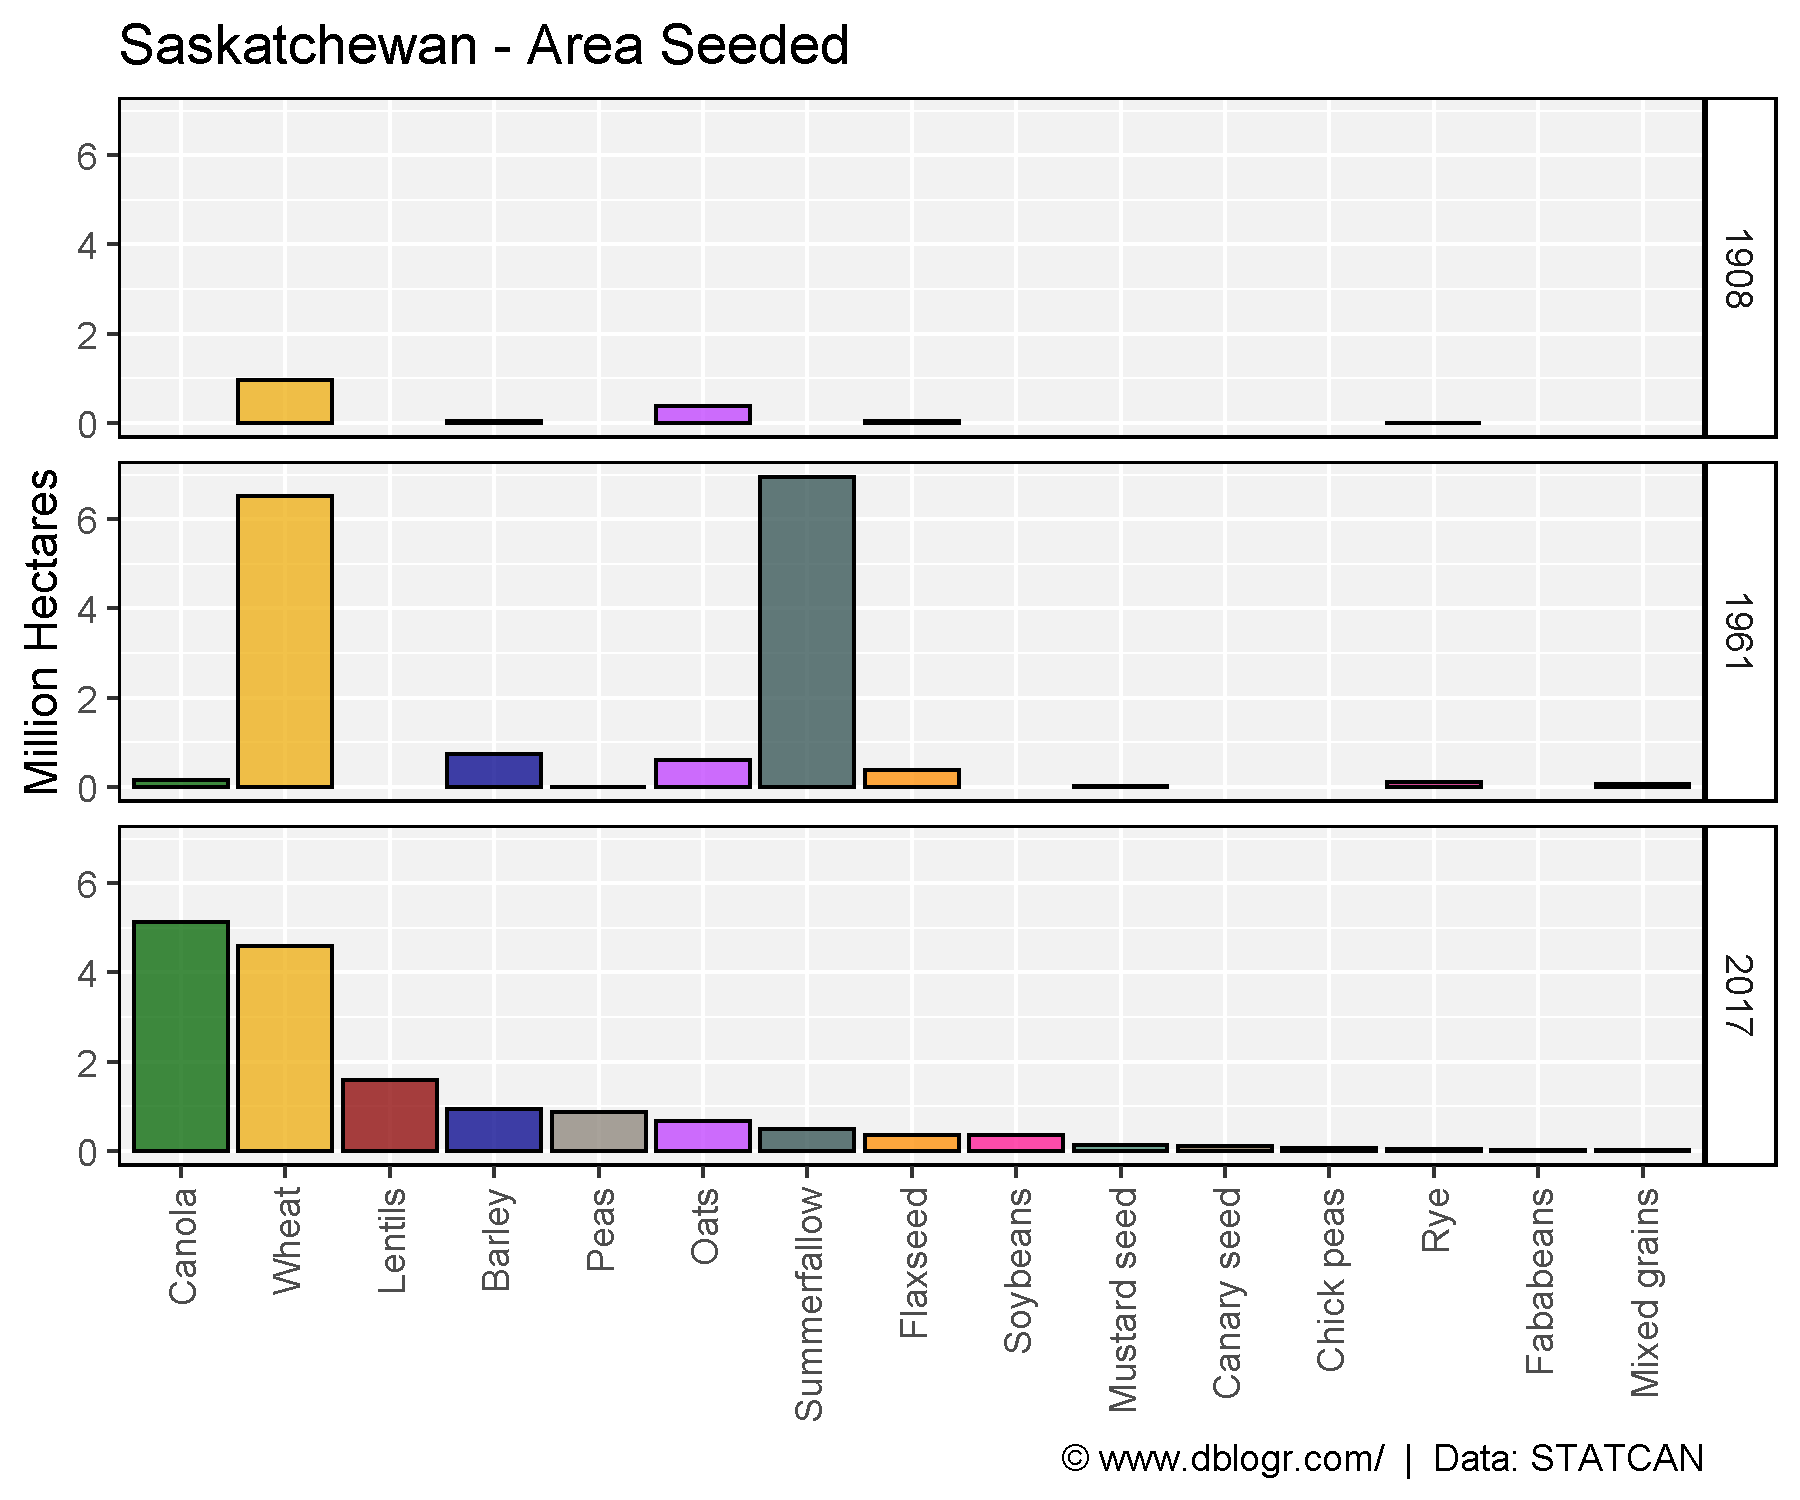 Saskatchewan - Area Seeded
Million Hectares
6
4
2
0
1908
6
4
2
0
1961
6
4
2
0
2017
Canola
Wheat
Lentils
Barley
Peas
Oats
Summerfallow
Flaxseed
Soybeans
Mustard seed
Canary seed
Chick peas
Rye
Fababeans
Mixed grains
© www.dblogr.com/ | Data: STATCAN